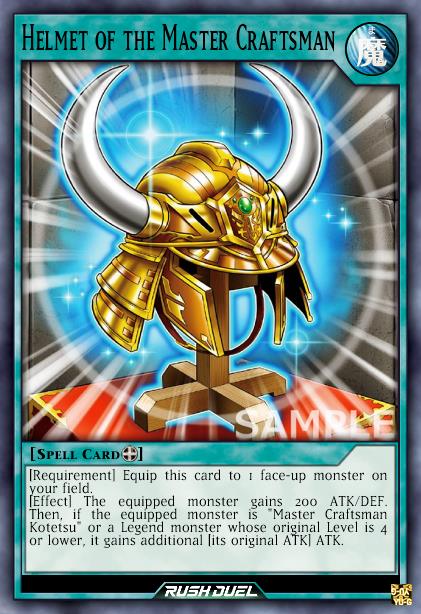 Helmet of the Master Craftsman
ま
魔
SAMPLE
[Spell Card]
[Requirement] Equip this card to 1 face-up monster on
your field.
[Effect] The equipped monster gains 200 ATK/DEF.
Then, if the equipped monster is "Master Craftsman
Kotetsu" or a Legend monster whose original Level is 4
or lower, it gains additional [its original ATK] ATK.
RUSH DUEL